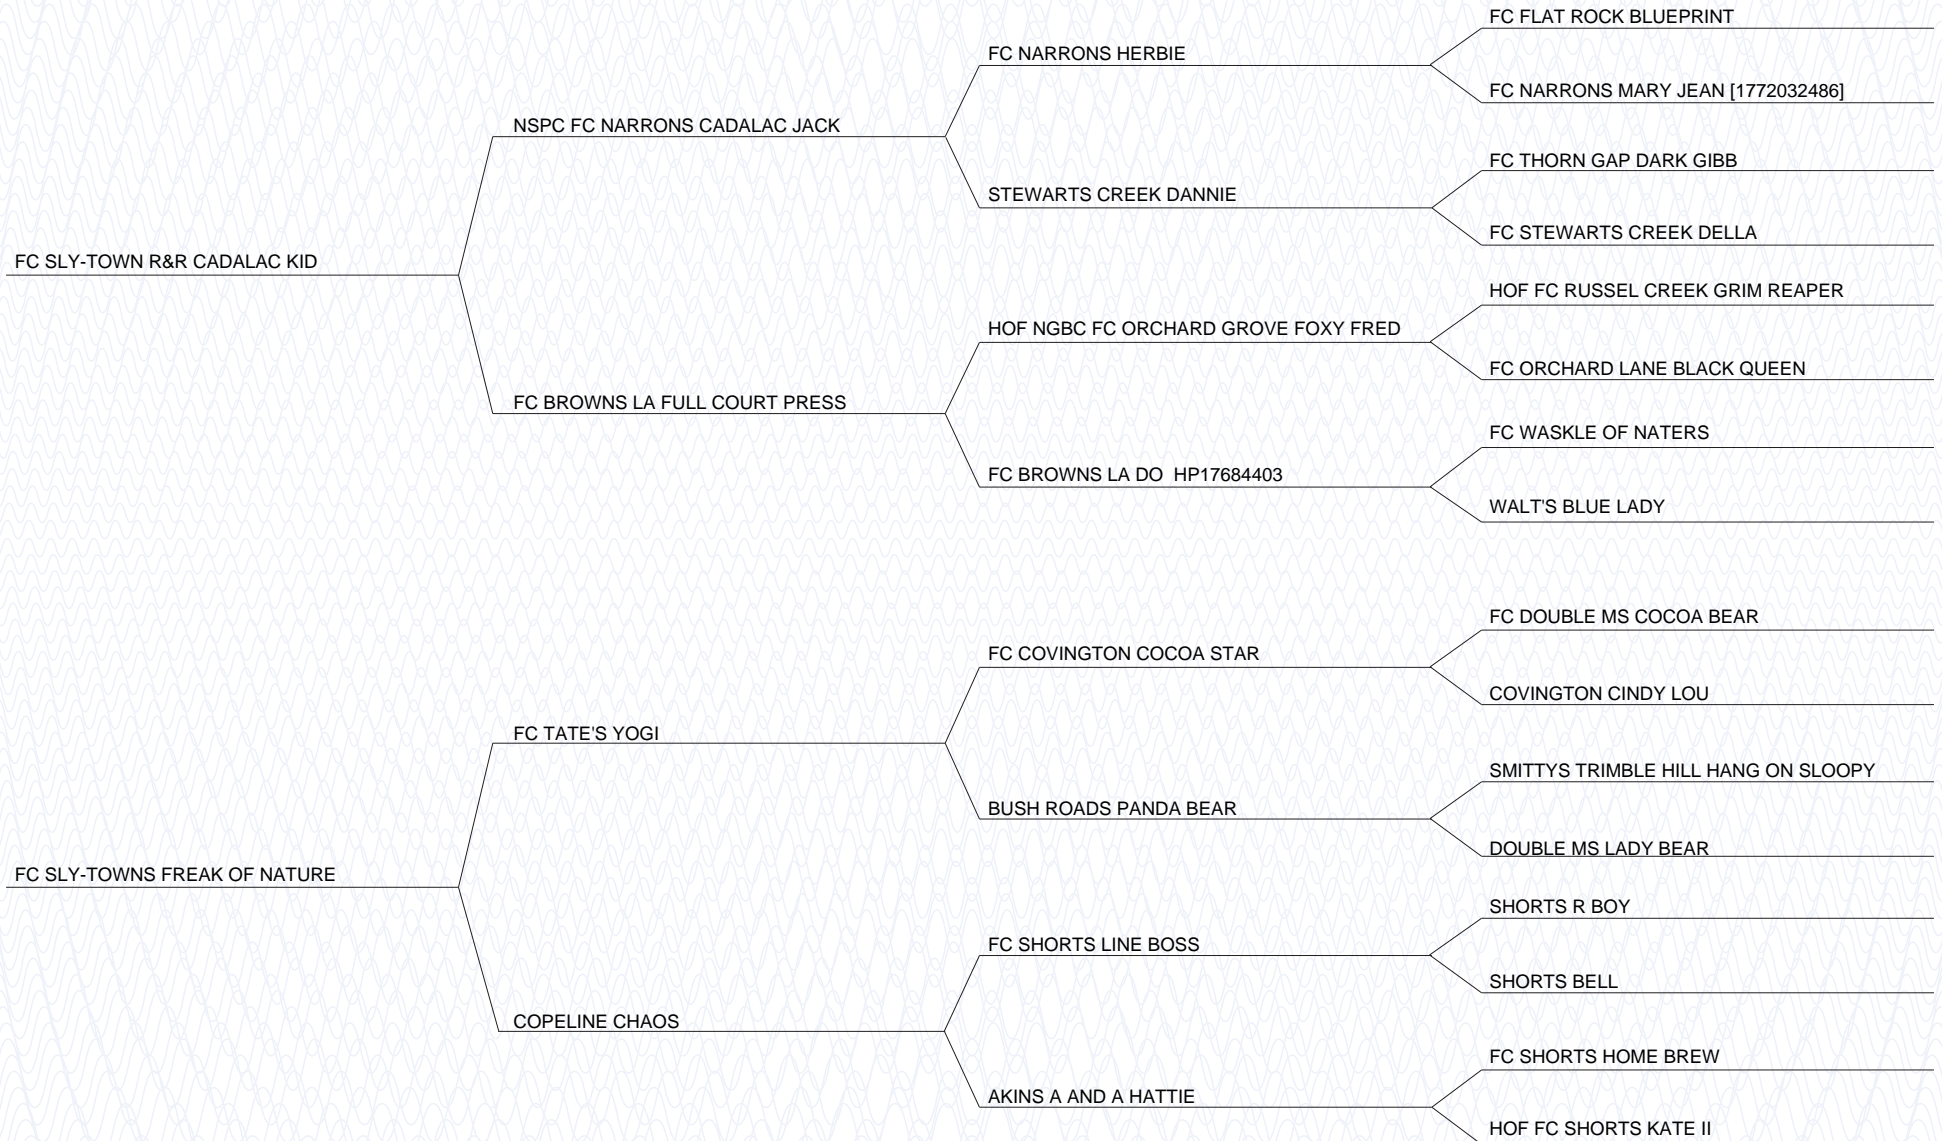 FC FLAT ROCK BLUEPRINT
FC NARRONS HERBIE
FC NARRONS MARY JEAN [1772032486]
NSPC FC NARRONS CADALAC JACK
FC THORN GAP DARK GIBB
STEWARTS CREEK DANNIE
FC STEWARTS CREEK DELLA
FC SLY-TOWN R&R CADALAC KID
HOF FC RUSSEL CREEK GRIM REAPER
HOF NGBC FC ORCHARD GROVE FOXY FRED
FC ORCHARD LANE BLACK QUEEN
FC BROWNS LA FULL COURT PRESS
FC WASKLE OF NATERS
FC BROWNS LA DO  HP17684403
WALT'S BLUE LADY
FC DOUBLE MS COCOA BEAR
FC COVINGTON COCOA STAR
COVINGTON CINDY LOU
FC TATE'S YOGI
SMITTYS TRIMBLE HILL HANG ON SLOOPY
BUSH ROADS PANDA BEAR
DOUBLE MS LADY BEAR
FC SLY-TOWNS FREAK OF NATURE
SHORTS R BOY
FC SHORTS LINE BOSS
SHORTS BELL
COPELINE CHAOS
FC SHORTS HOME BREW
AKINS A AND A HATTIE
HOF FC SHORTS KATE II